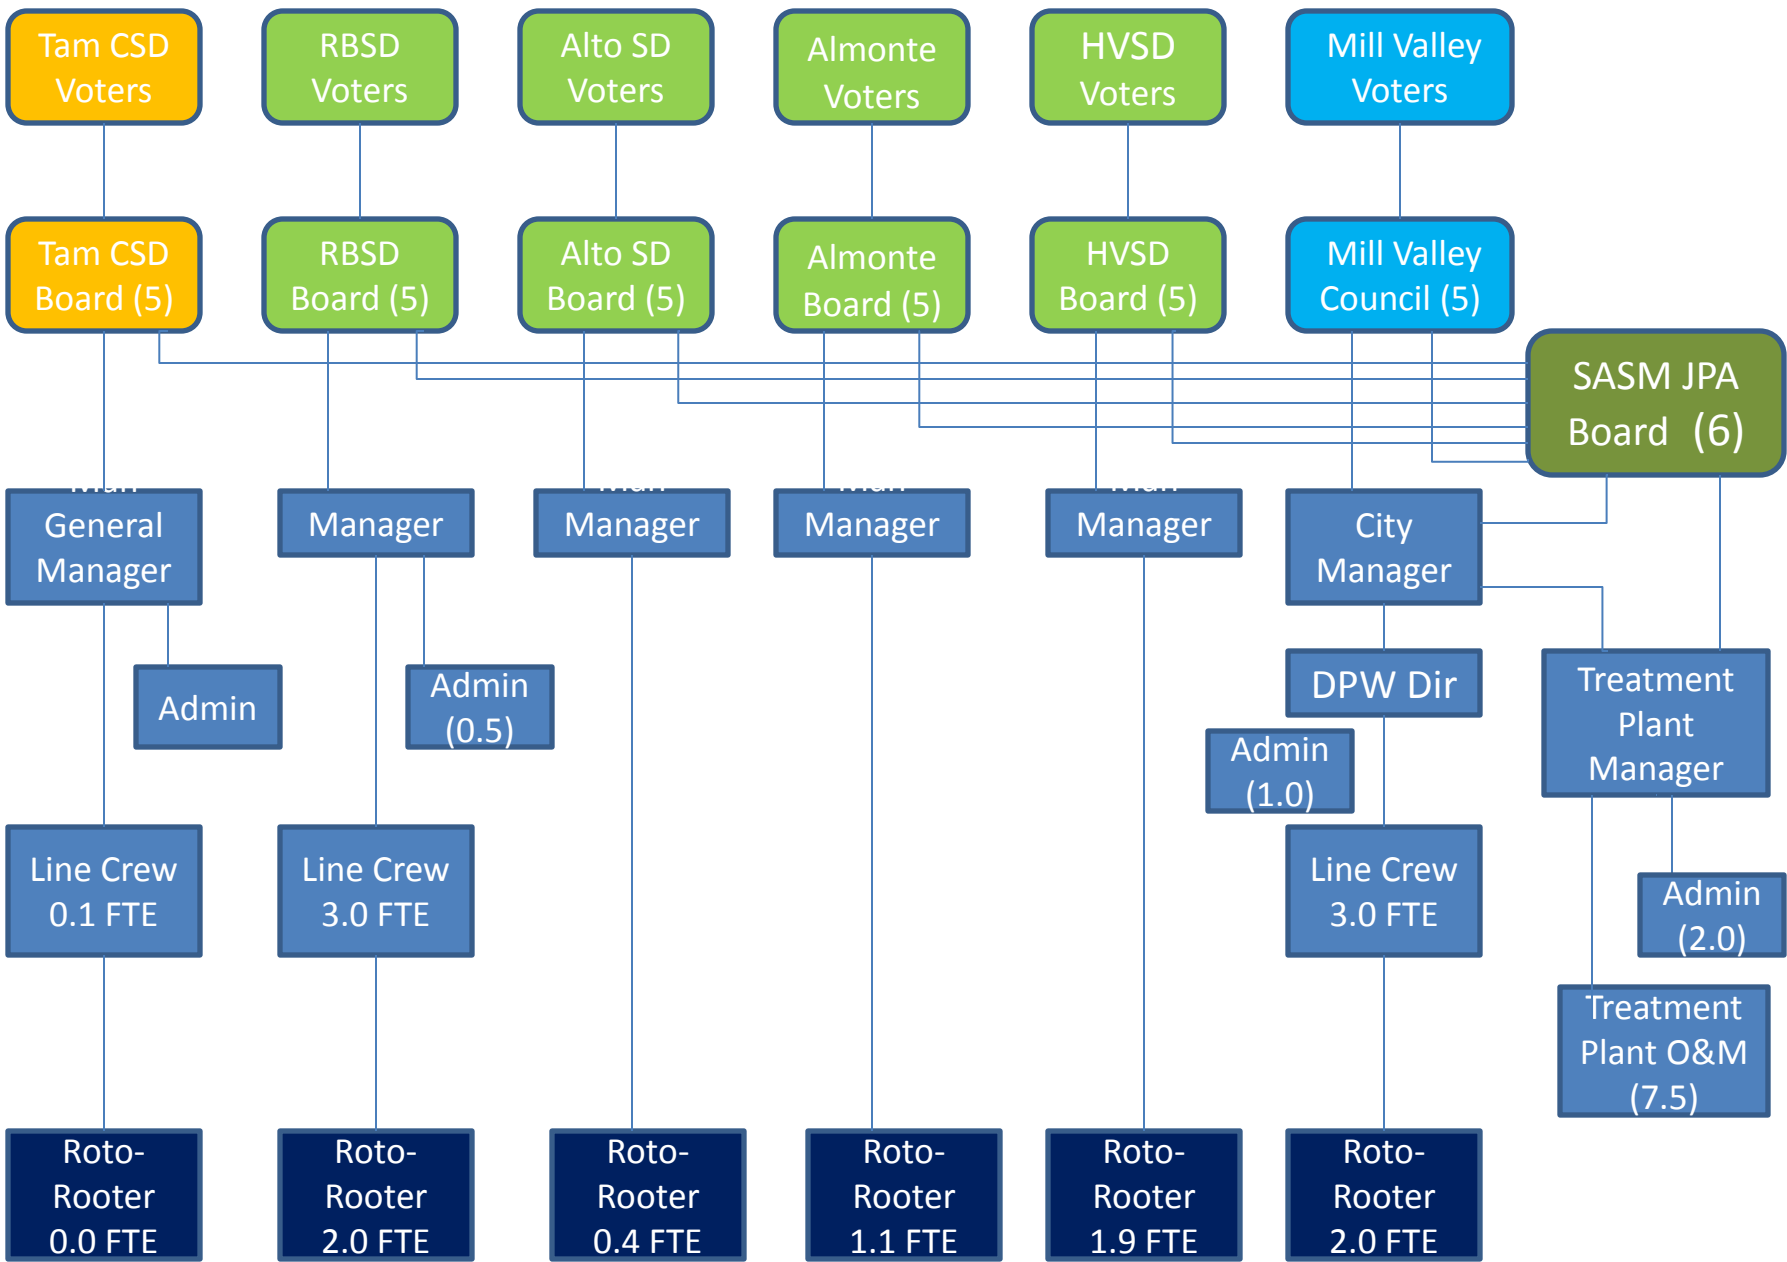 Tam CSD
Voters
RBSD
Voters
Alto SD
Voters
Almonte
Voters
HVSD
Voters
Mill Valley
Voters
Tam CSD
Board (5)
RBSD
Board (5)
Alto SD
Board (5)
Almonte
Board (5)
HVSD
Board (5)
Mill Valley
Council (5)
SASM JPA
Board (6)
General
Manager
Manager
Manager
Manager
Manager
City
Manager
Admin
Admin
(0.5)
DPW Dir
Admin
(1.0)
Treatment
Plant
Manager
Line Crew
0.1 FTE
Line Crew
3.0 FTE
Line Crew
3.0 FTE
Admin
(2.0)
Treatment
Plant O&M
(7.5)
Roto-
Rooter
0.0 FTE
Roto-
Rooter
2.0 FTE
Roto-
Rooter
0.4 FTE
Roto-
Rooter
1.1 FTE
Roto-
Rooter
1.9 FTE
Roto-
Rooter
2.0 FTE